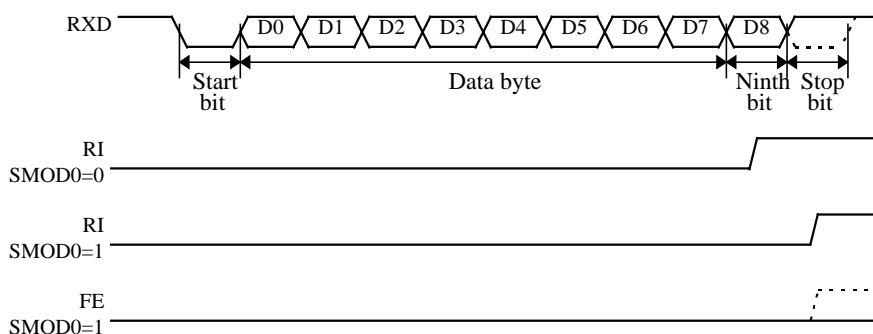 RXD D0 D1 D2 D3 D4 D5 D6 D7 D8
Start bit
Data byte
Ninth bit
Stop bit
RI
SMOD0=0
RI
SMOD0=1
FE
SMOD0=1